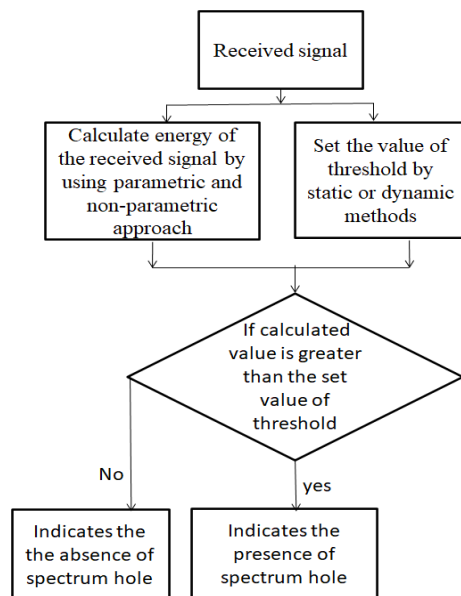 Received signal
Calculate energy of
the received signal by
using parametric and
non-parametric
approach
Set the value of
threshold by
static or dynamic
methods
If calculated
value is greater
than the set
value of
threshold
No
yes
Indicates the
the absence of
spectrum hole
Indicates the
presence of
spectrum hole